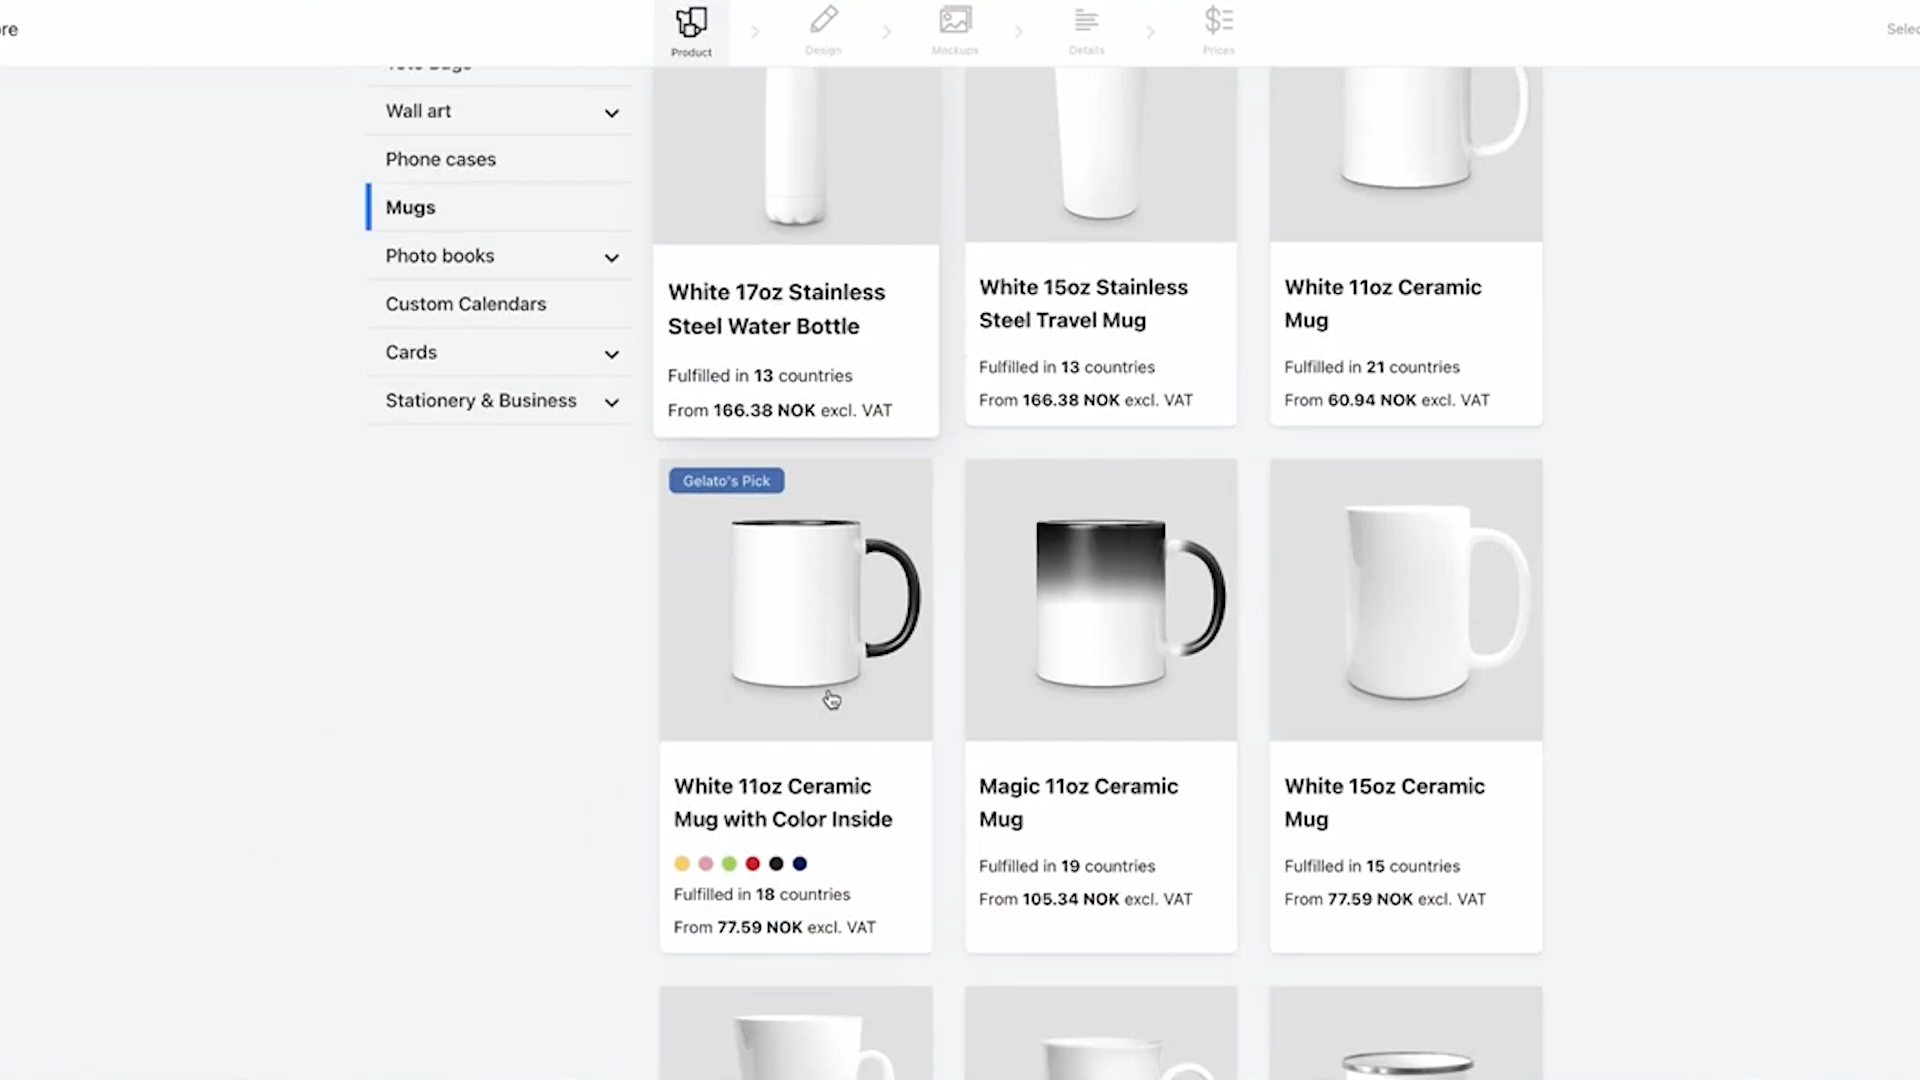 Product
Design
Mockups
Details
Prices
Wall art
Phone cases
Mugs
Photo books
Custom Calendars
Cards
Stationery & Business
White 17oz Stainless
Steel Water Bottle
Fulfilled in 13 countries
From 166.38 NOK excl. VAT
White 15oz Stainless
Steel Travel Mug
Fulfilled in 13 countries
From 166.38 NOK excl. VAT
White 11oz Ceramic
Mug
Fulfilled in 21 countries
From 60.94 NOK excl. VAT
Gelato's Pick
White 11oz Ceramic
Mug with Color Inside
Fulfilled in 18 countries
From 77.59 NOK excl. VAT
Magic 11oz Ceramic
Mug
Fulfilled in 19 countries
From 105.34 NOK excl. VAT
White 15oz Ceramic
Mug
Fulfilled in 15 countries
From 77.59 NOK excl. VAT